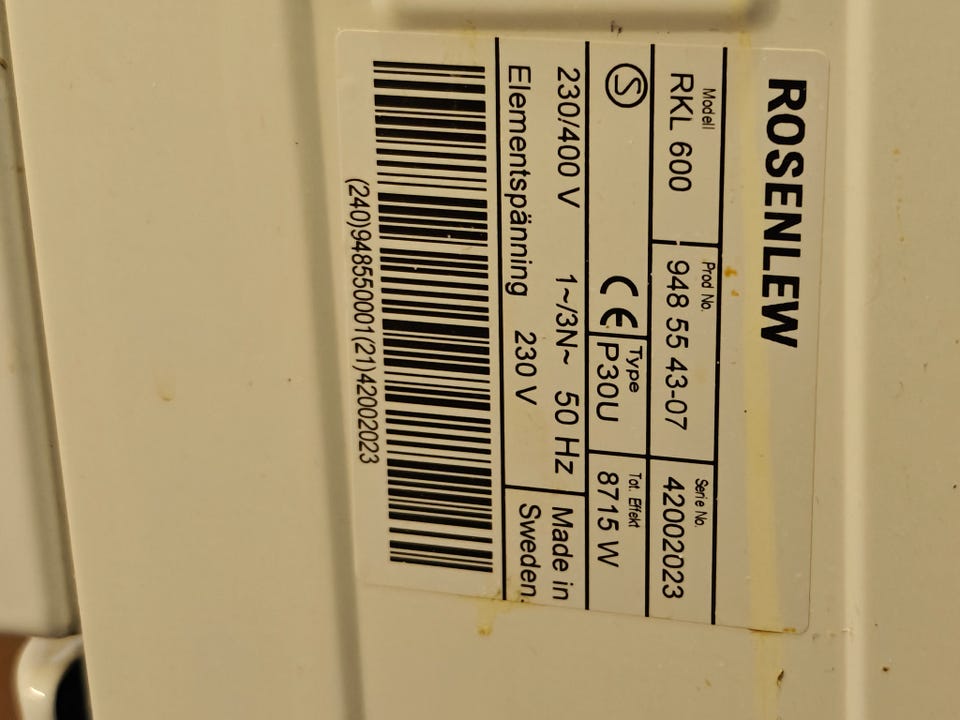 ROSENLEW
Modell Prod No. Serie No.
RKL 600 948 55 43-07 42002023
S CE Type P30U Tot. Effekt 8715 W
230/400 V 1~/3N~ 50 Hz Made in
Elementspänning 230 V Sweden.
(240)948550001(21)42002023